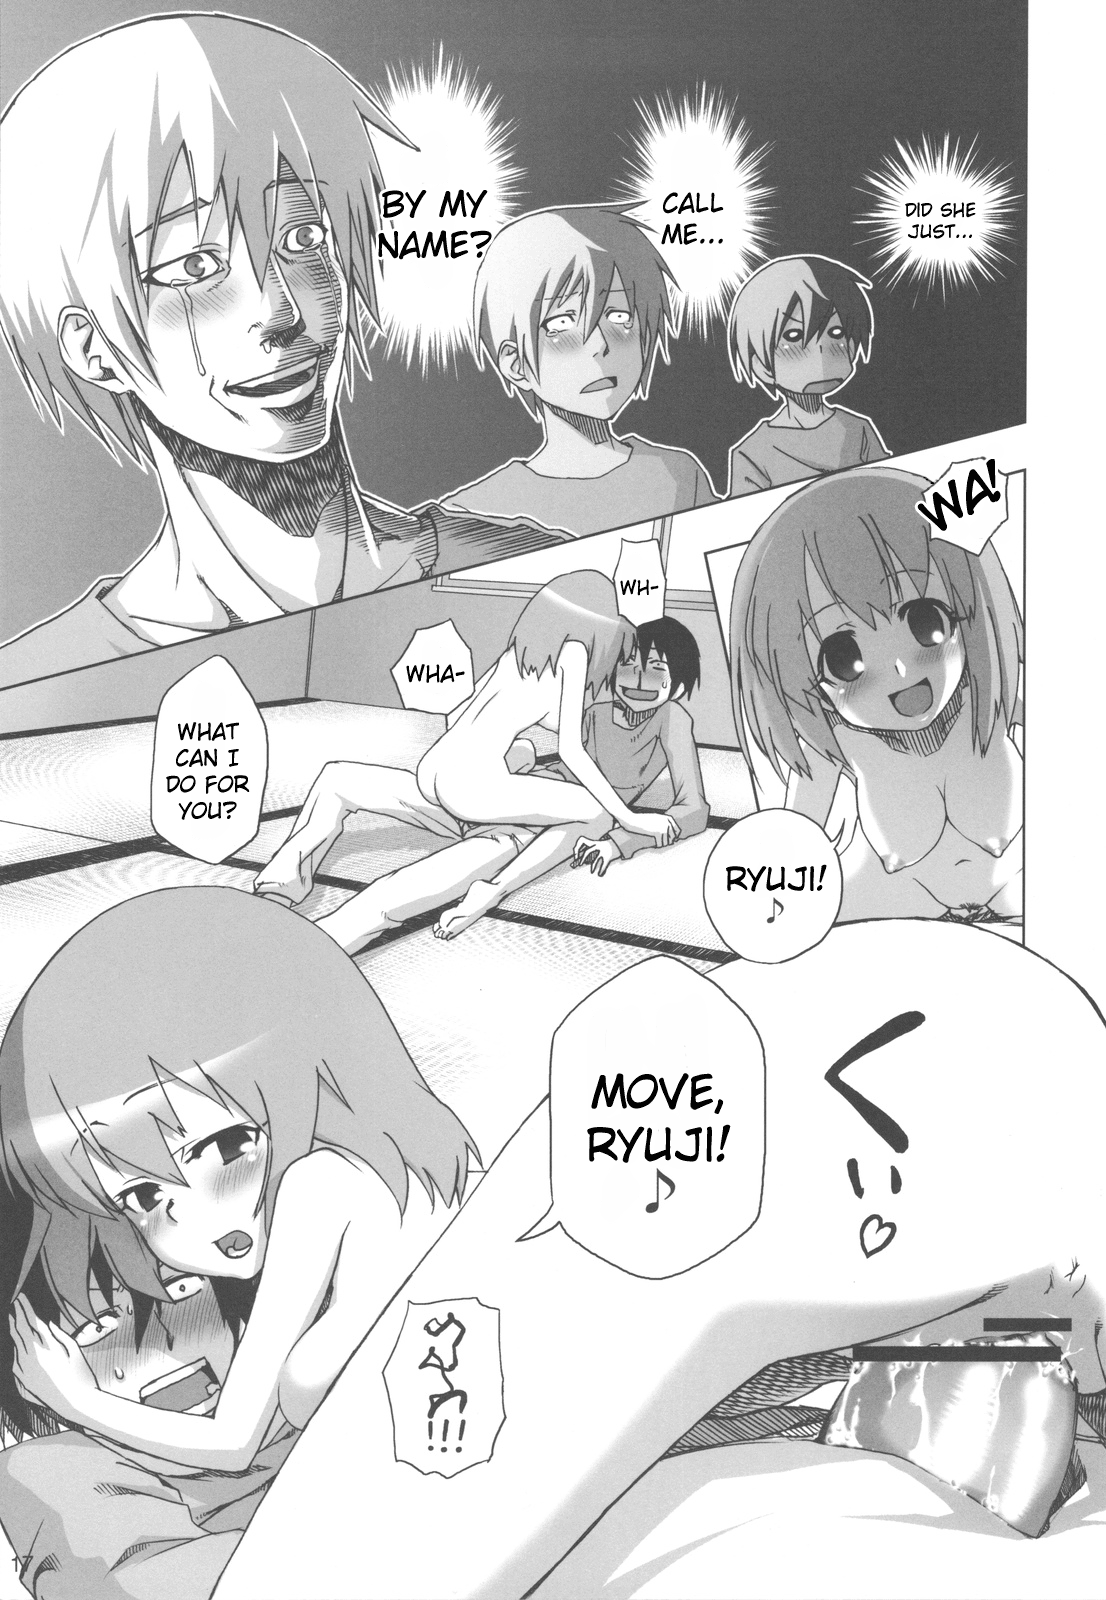 DID SHE
JUST...
CALL
ME...
BY MY
NAME?
WA!
WH-
WHA-
WHAT
CAN I
DO FOR
YOU?
RYUJI!
♪
MOVE,
RYUJI!
♪
くい♡
17